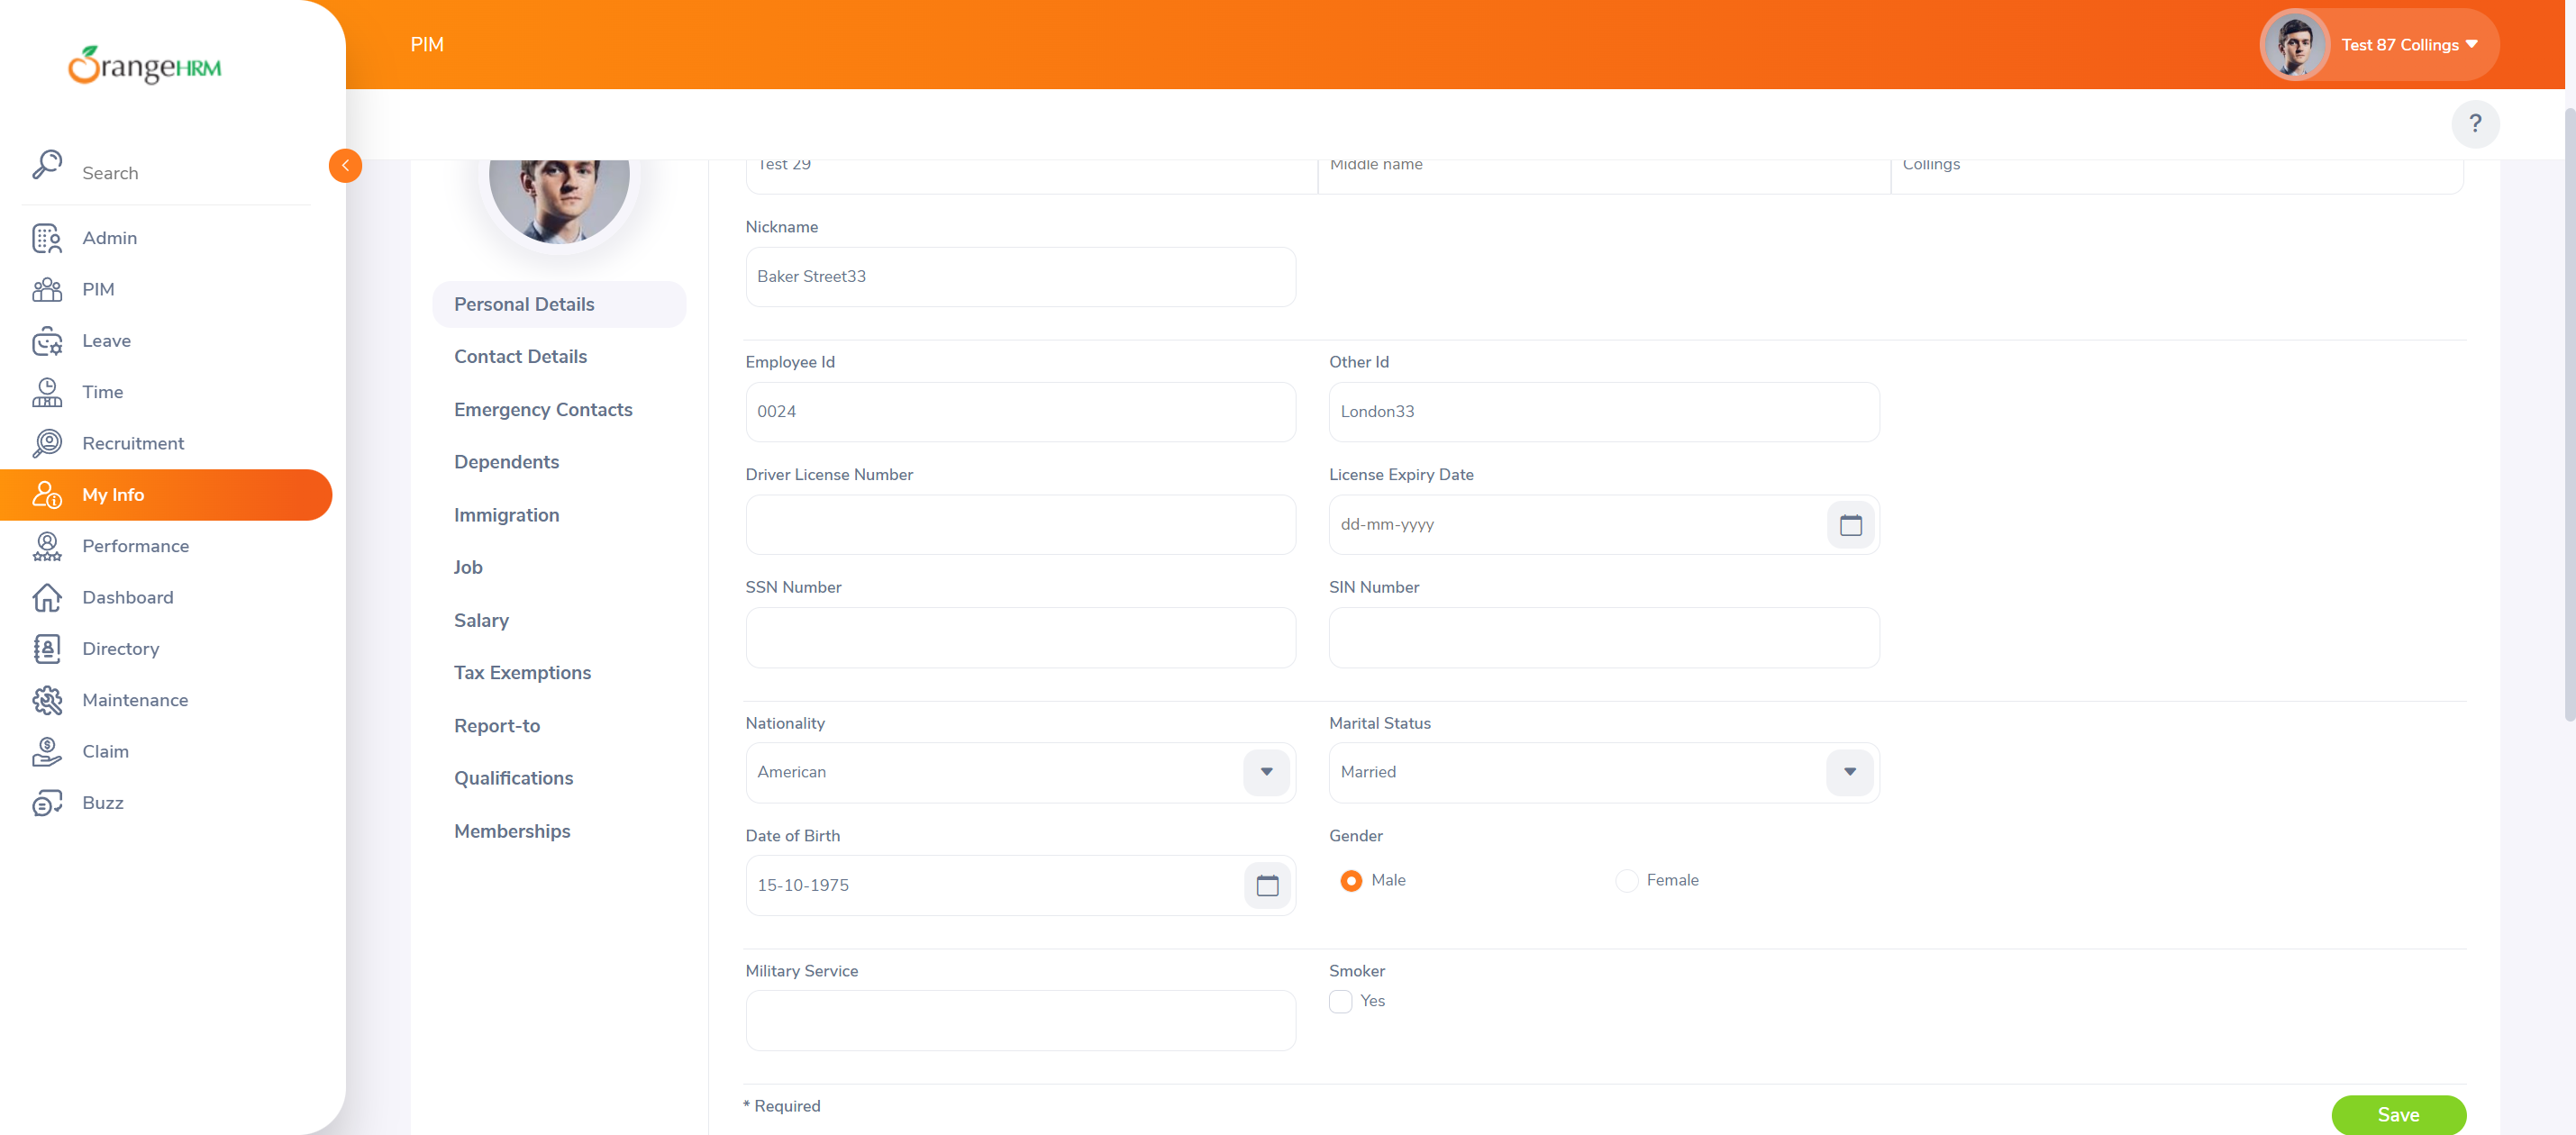 OrangeHRM
PIM
Test 87 Collings
?
Search
Admin
PIM
Leave
Time
Recruitment
My Info
Performance
Dashboard
Directory
Maintenance
Claim
Buzz
Personal Details
Contact Details
Emergency Contacts
Dependents
Immigration
Job
Salary
Tax Exemptions
Report-to
Qualifications
Memberships
Test 29 Middle name Collings
Nickname
Baker Street33
Employee Id Other Id
0024 London33
Driver License Number License Expiry Date
dd-mm-yyyy
SSN Number SIN Number
Nationality Marital Status
American Married
Date of Birth Gender
15-10-1975 Male Female
Military Service Smoker
Yes
* Required
Save